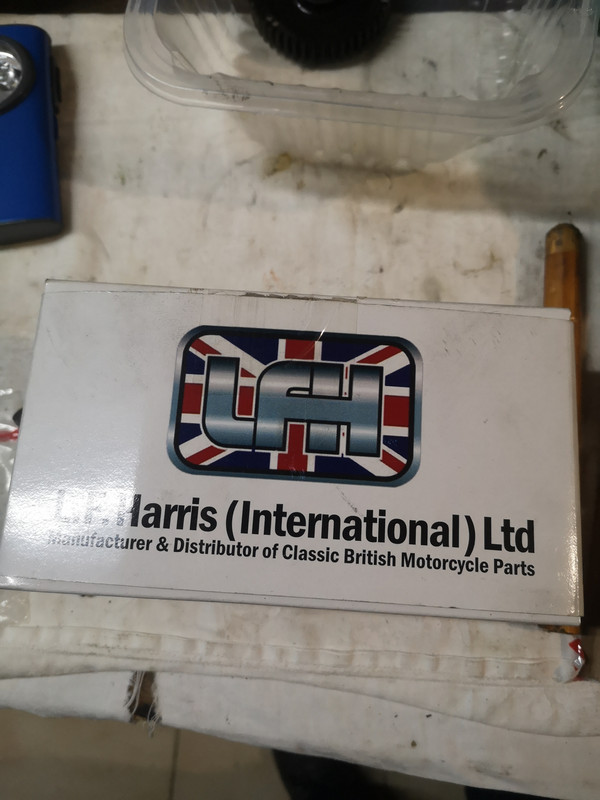 LFH
L.F. Harris (International) Ltd
Manufacturer & Distributor of Classic British Motorcycle Parts